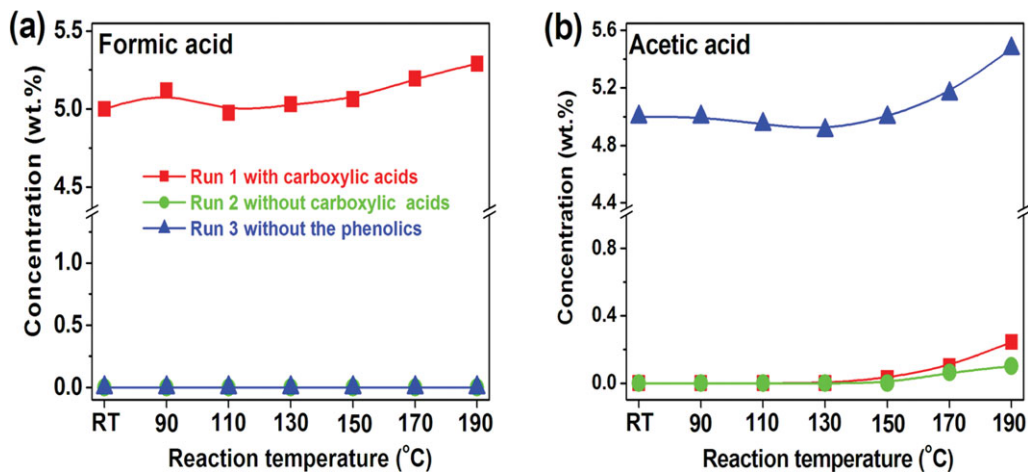 (a)
Formic acid
Concentration (wt.%)
5.5
5.0
4.5
1.0
0.5
0.0
Run 1 with carboxylic acids
Run 2 without carboxylic acids
Run 3 without the phenolics
RT 90 110 130 150 170 190
Reaction temperature (°C)
(b)
Acetic acid
Concentration (wt.%)
5.6
5.2
4.8
4.4
0.8
0.4
0.0
RT 90 110 130 150 170 190
Reaction temperature (°C)